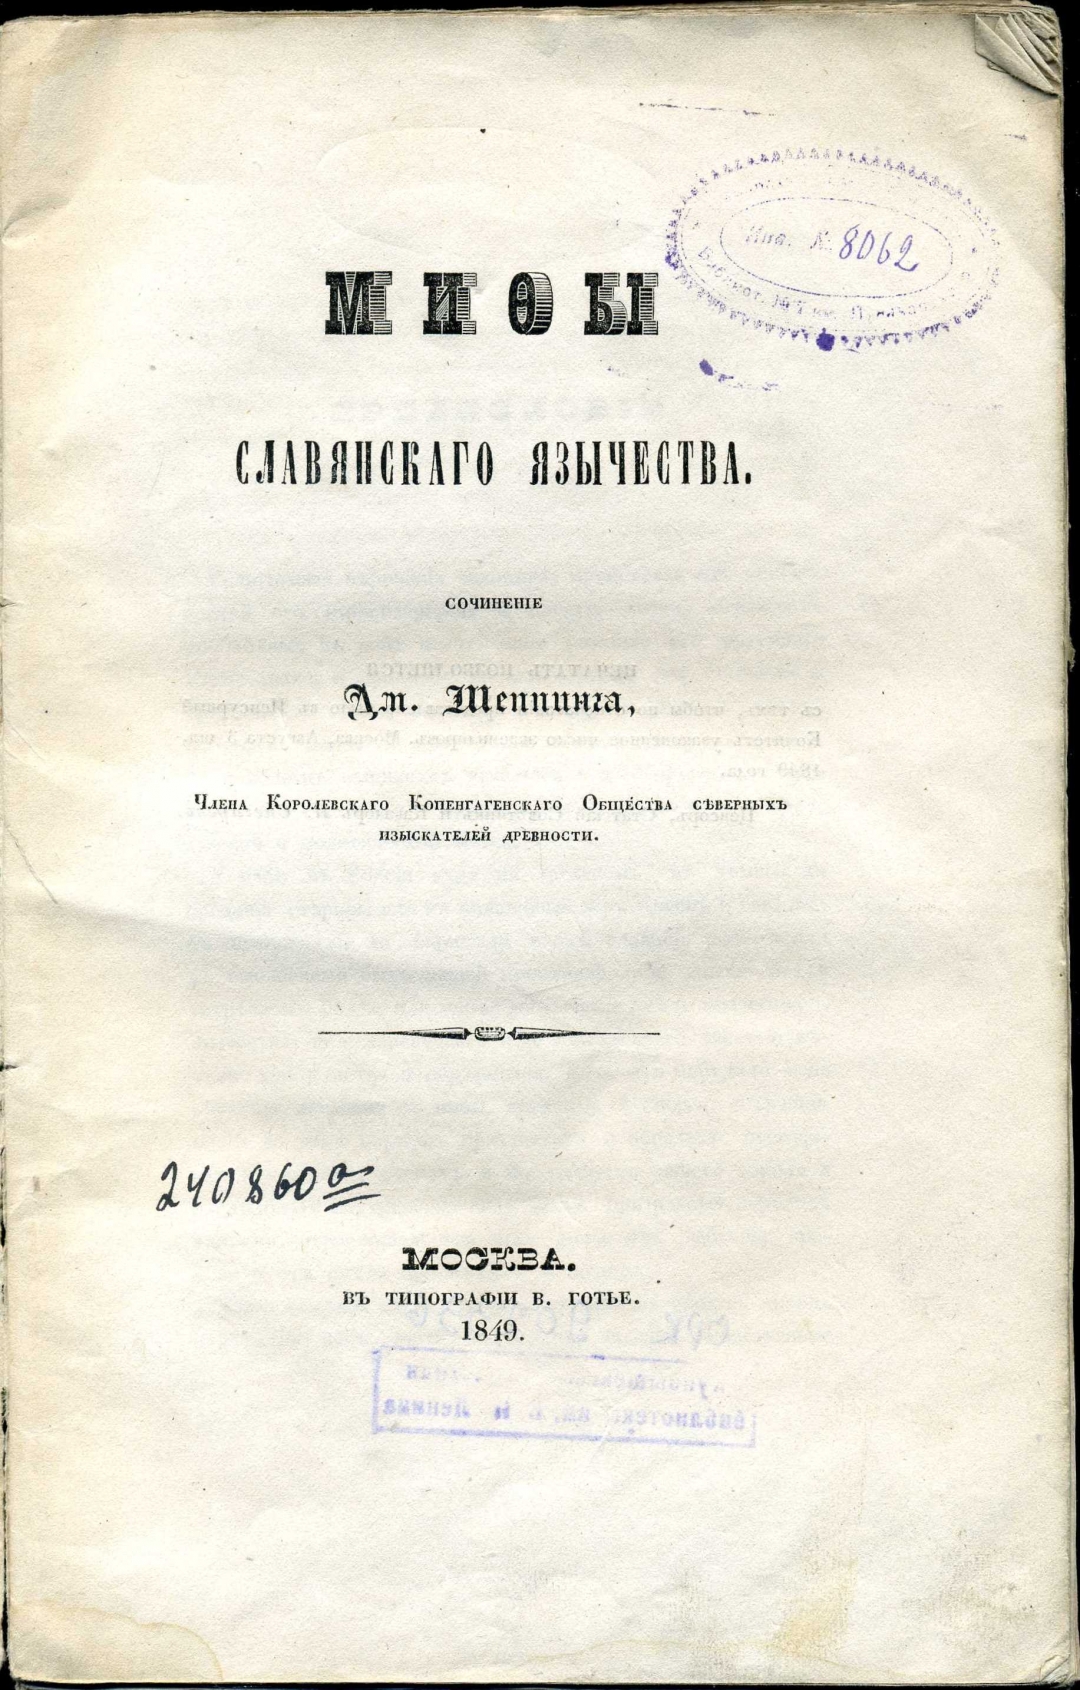 Инв. № 8062
МИѲЫ
СЛАВЯНСКАГО ЯЗЫЧЕСТВА.
СОЧИНЕНІЕ
Дм. Шеппинга,
Члена Королевскаго Копенгагенскаго Общества сѣверныхъ
изыскателей древности.
240860а
МОСКВА.
ВЪ ТИПОГРАФІИ В. ГОТЬЕ.
1849.